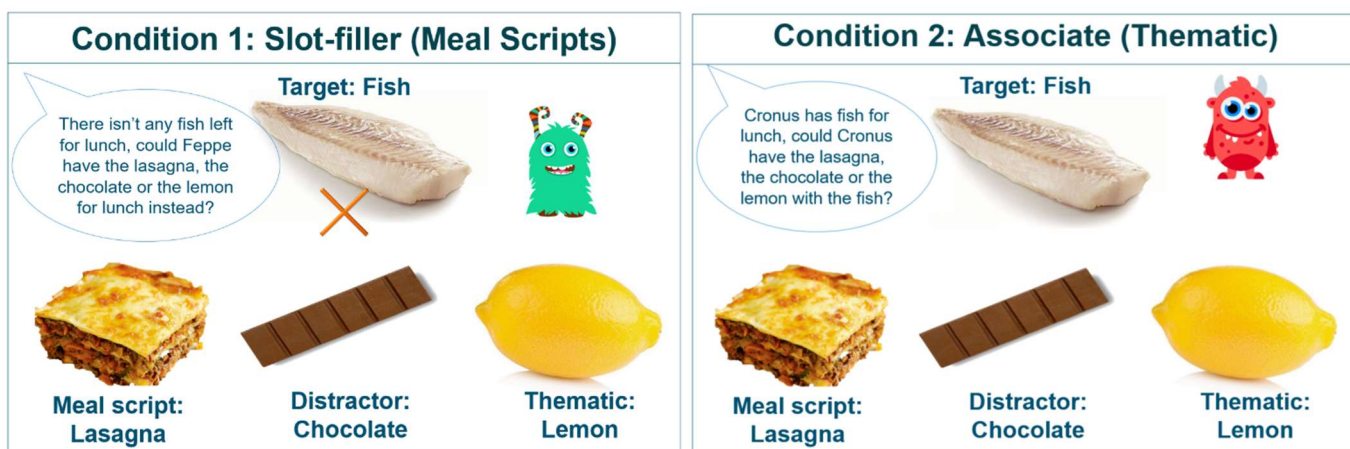 Condition 1: Slot-filler (Meal Scripts)
Target: Fish
There isn't any fish left
for lunch, could Feppe
have the lasagna, the
chocolate or the lemon
for lunch instead?
Meal script:
Lasagna
Distractor:
Chocolate
Thematic:
Lemon
Condition 2: Associate (Thematic)
Target: Fish
Cronus has fish for
lunch, could Cronus
have the lasagna,
the chocolate or the
lemon with the fish?
Meal script:
Lasagna
Distractor:
Chocolate
Thematic:
Lemon